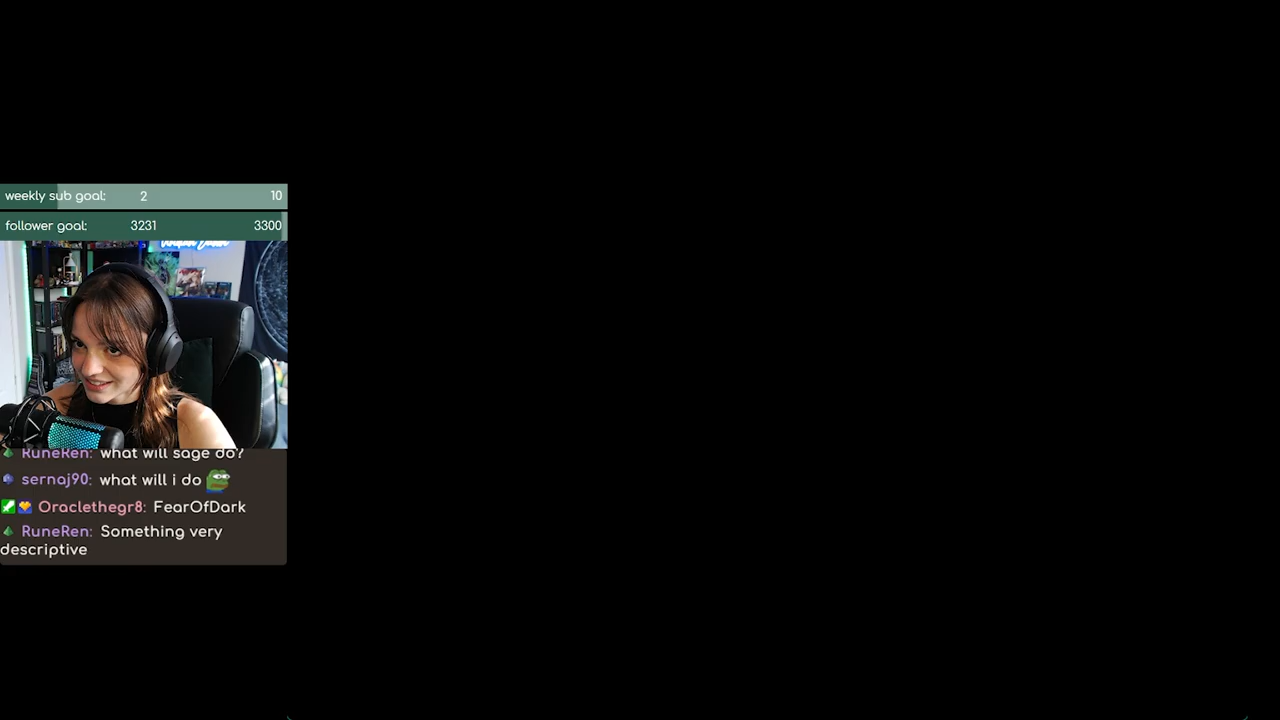 weekly sub goal: 2 10
follower goal: 3231 3300
RuneRen: what will sage do?
sernaj90: what will i do
Oraclethegr8: FearOfDark
RuneRen: Something very
descriptive